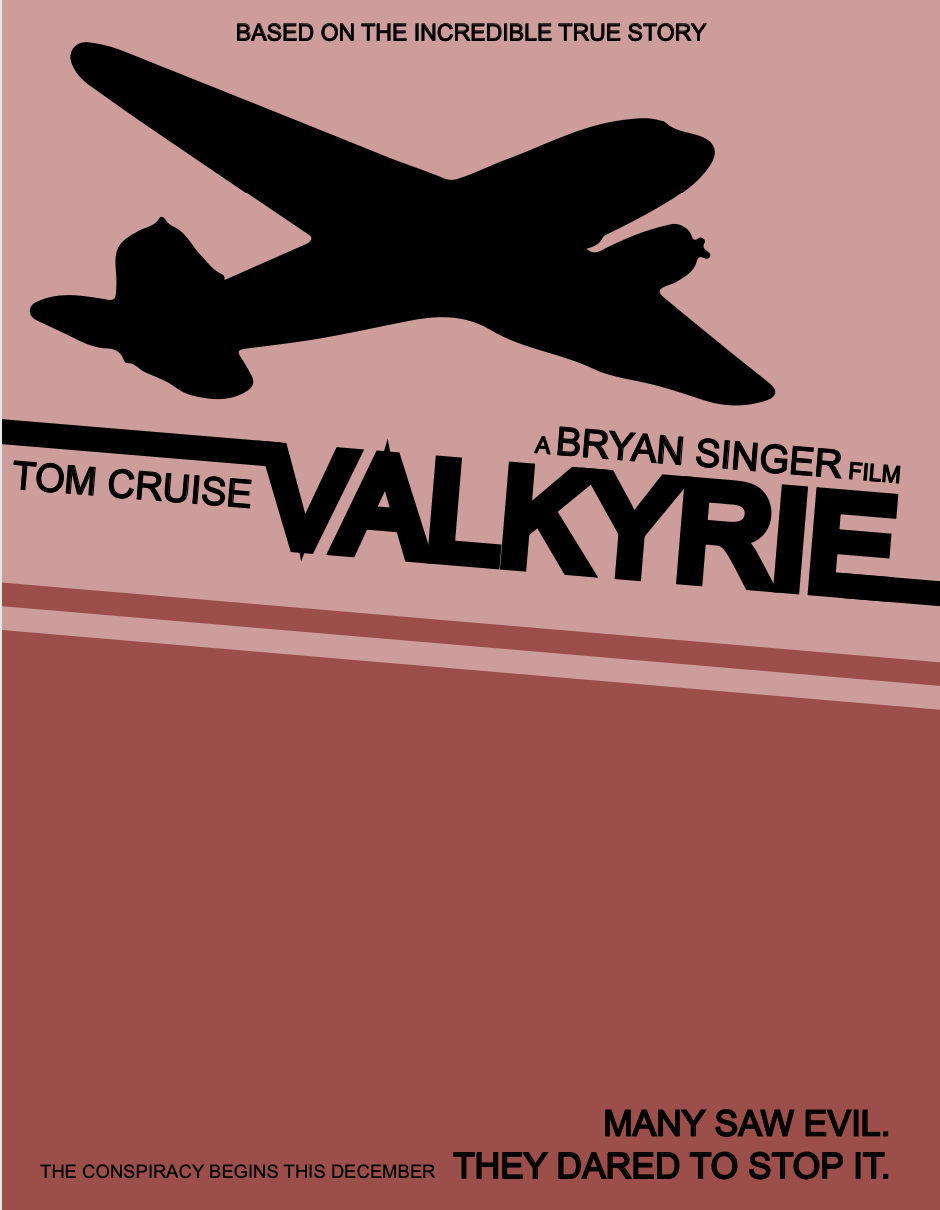 BASED ON THE INCREDIBLE TRUE STORY
A BRYAN SINGER FILM
TOM CRUISE
VALKYRIE
MANY SAW EVIL.
THEY DARED TO STOP IT.
THE CONSPIRACY BEGINS THIS DECEMBER